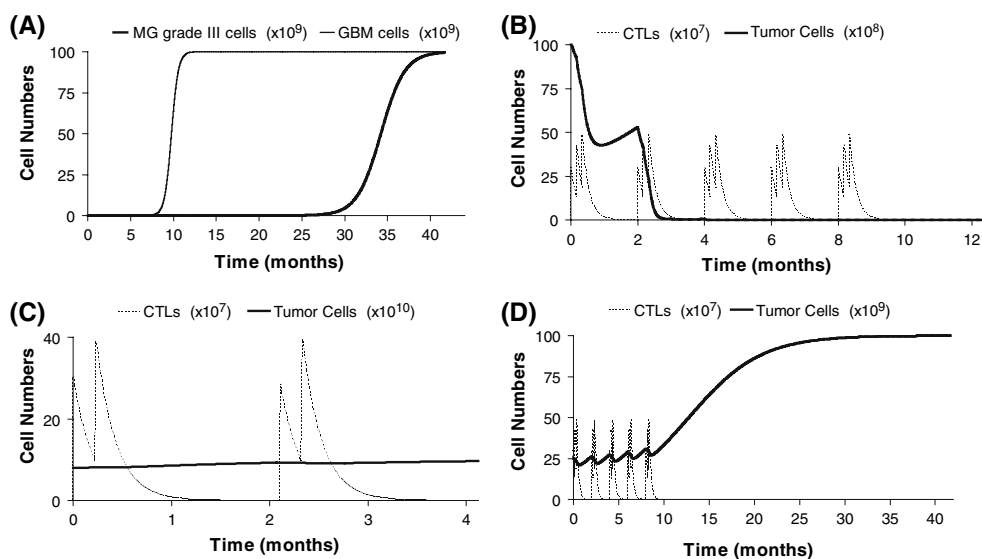 (A)
MG grade III cells (x10⁹) GBM cells (x10⁹)
Cell Numbers
100
75
50
25
0
0 5 10 15 20 25 30 35 40
Time (months)
(B)
CTLs (x10⁷) Tumor Cells (x10⁸)
Cell Numbers
100
75
50
25
0
0 2 4 6 8 10 12
Time (months)
(C)
CTLs (x10⁷) Tumor Cells (x10¹⁰)
Cell Numbers
40
20
0
0 1 2 3 4
Time (months)
(D)
CTLs (x10⁷) Tumor Cells (x10⁹)
Cell Numbers
100
75
50
25
0
0 5 10 15 20 25 30 35 40
Time (months)